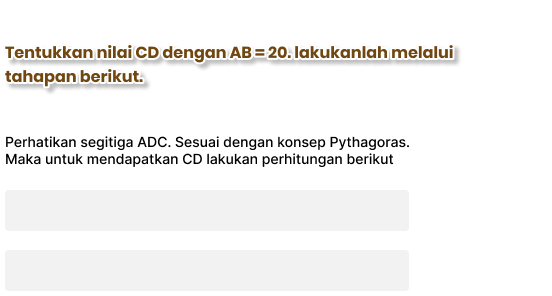 Tentukkan nilai CD dengan AB = 20. lakukanlah melalui
tahapan berikut.
Perhatikan segitiga ADC. Sesuai dengan konsep Pythagoras.
Maka untuk mendapatkan CD lakukan perhitungan berikut